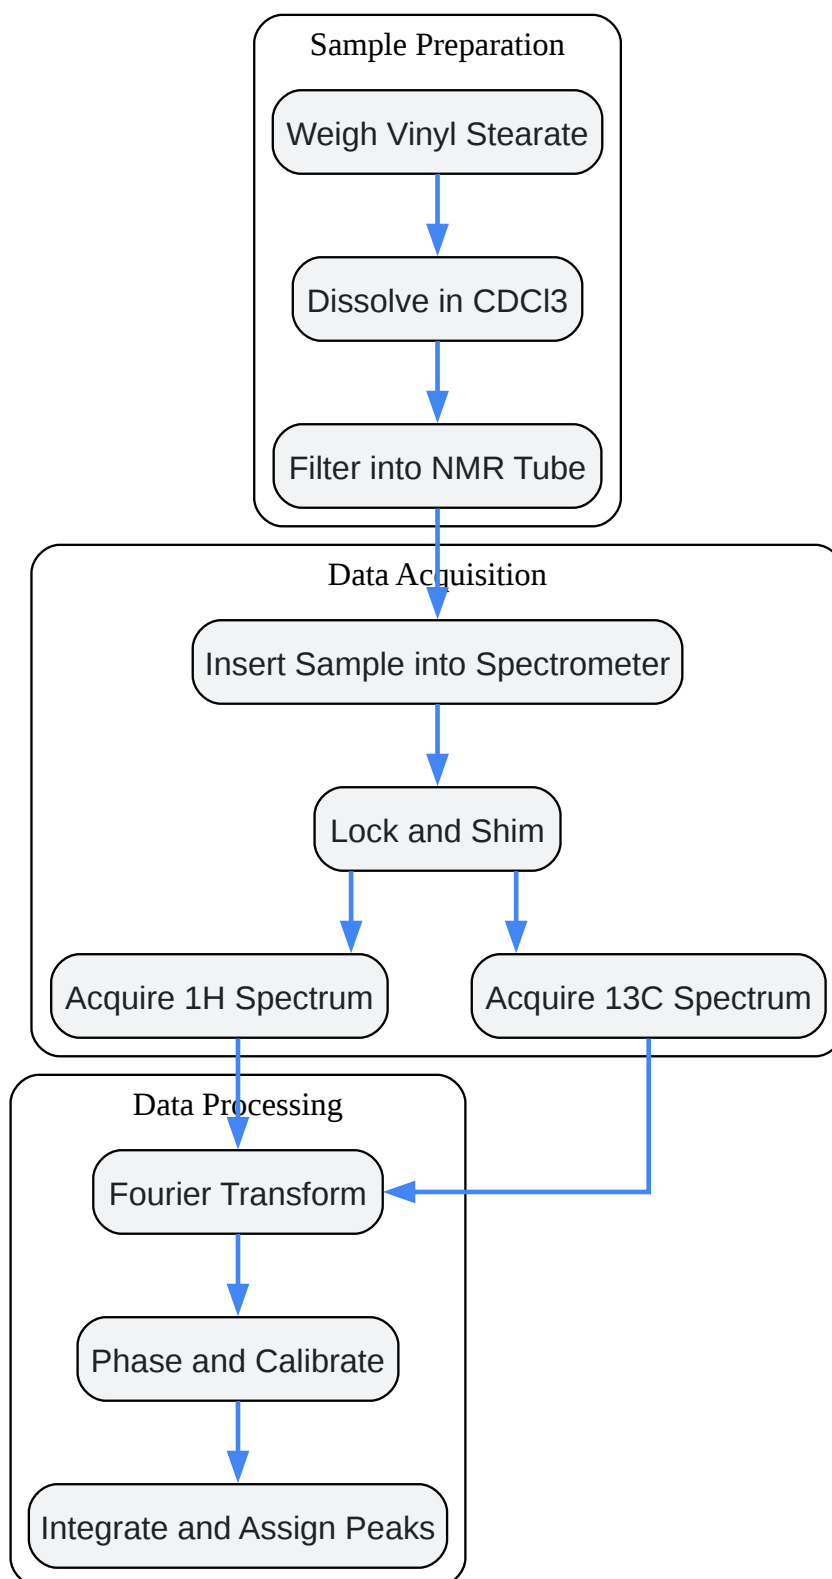 Sample Preparation
Weigh Vinyl Stearate
Dissolve in CDCl3
Filter into NMR Tube
Data Acquisition
Insert Sample into Spectrometer
Lock and Shim
Acquire 1H Spectrum
Acquire 13C Spectrum
Data Processing
Fourier Transform
Phase and Calibrate
Integrate and Assign Peaks